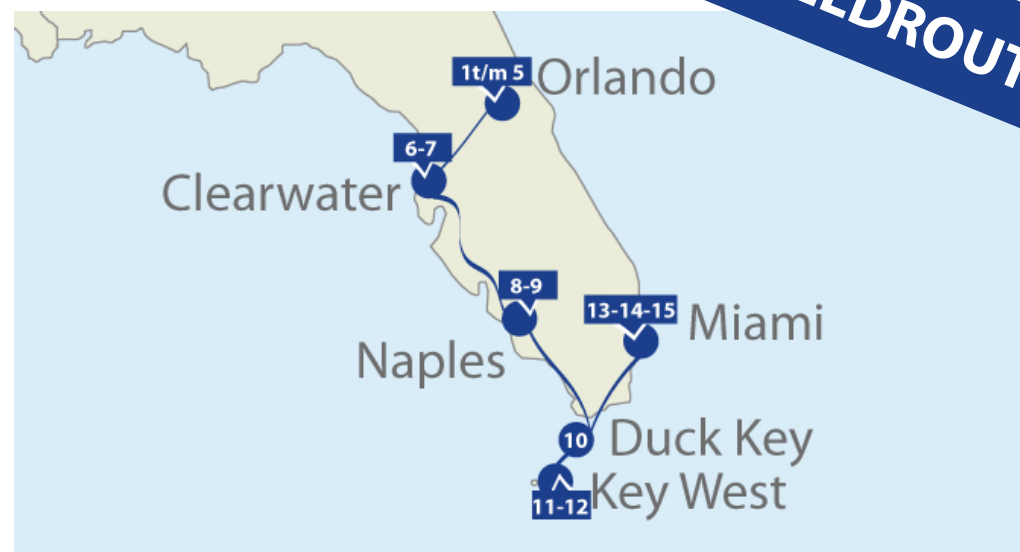 1t/m 5
Orlando
6-7
Clearwater
8-9
Naples
13-14-15
Miami
10
Duck Key
11-12
Key West